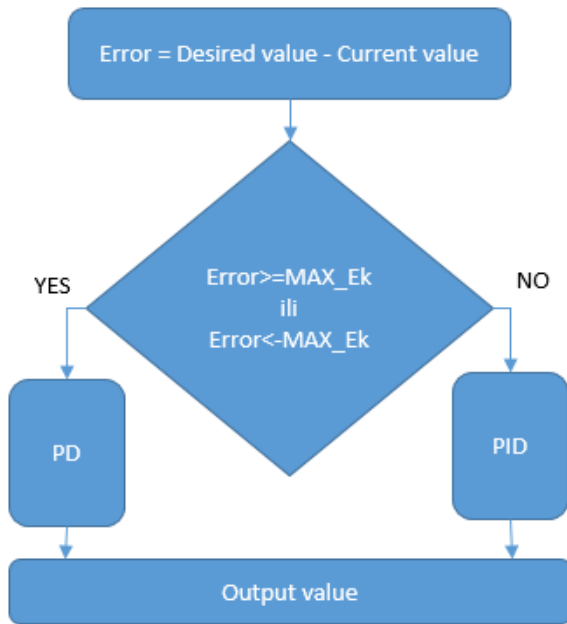 Error = Desired value - Current value
YES
NO
Error>=MAX_Ek
ili
Error<-MAX_Ek
PD
PID
Output value